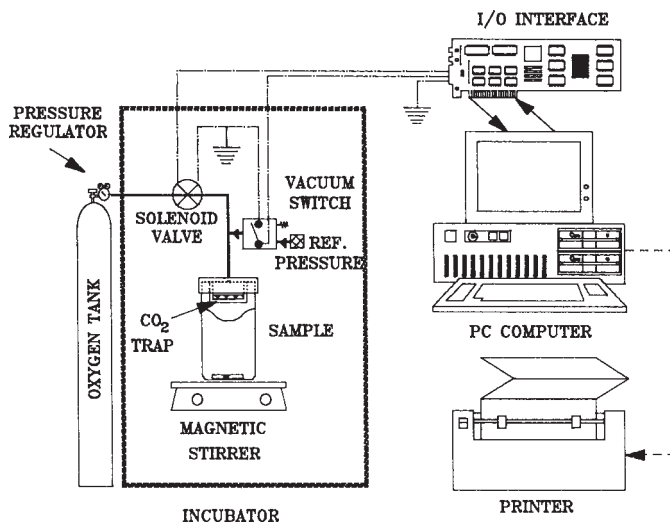 I/O INTERFACE
PRESSURE
REGULATOR
VACUUM
SWITCH
SOLENOID
VALVE
REF.
PRESSURE
OXYGEN TANK
CO₂
TRAP
SAMPLE
PC COMPUTER
MAGNETIC
STIRRER
PRINTER
INCUBATOR